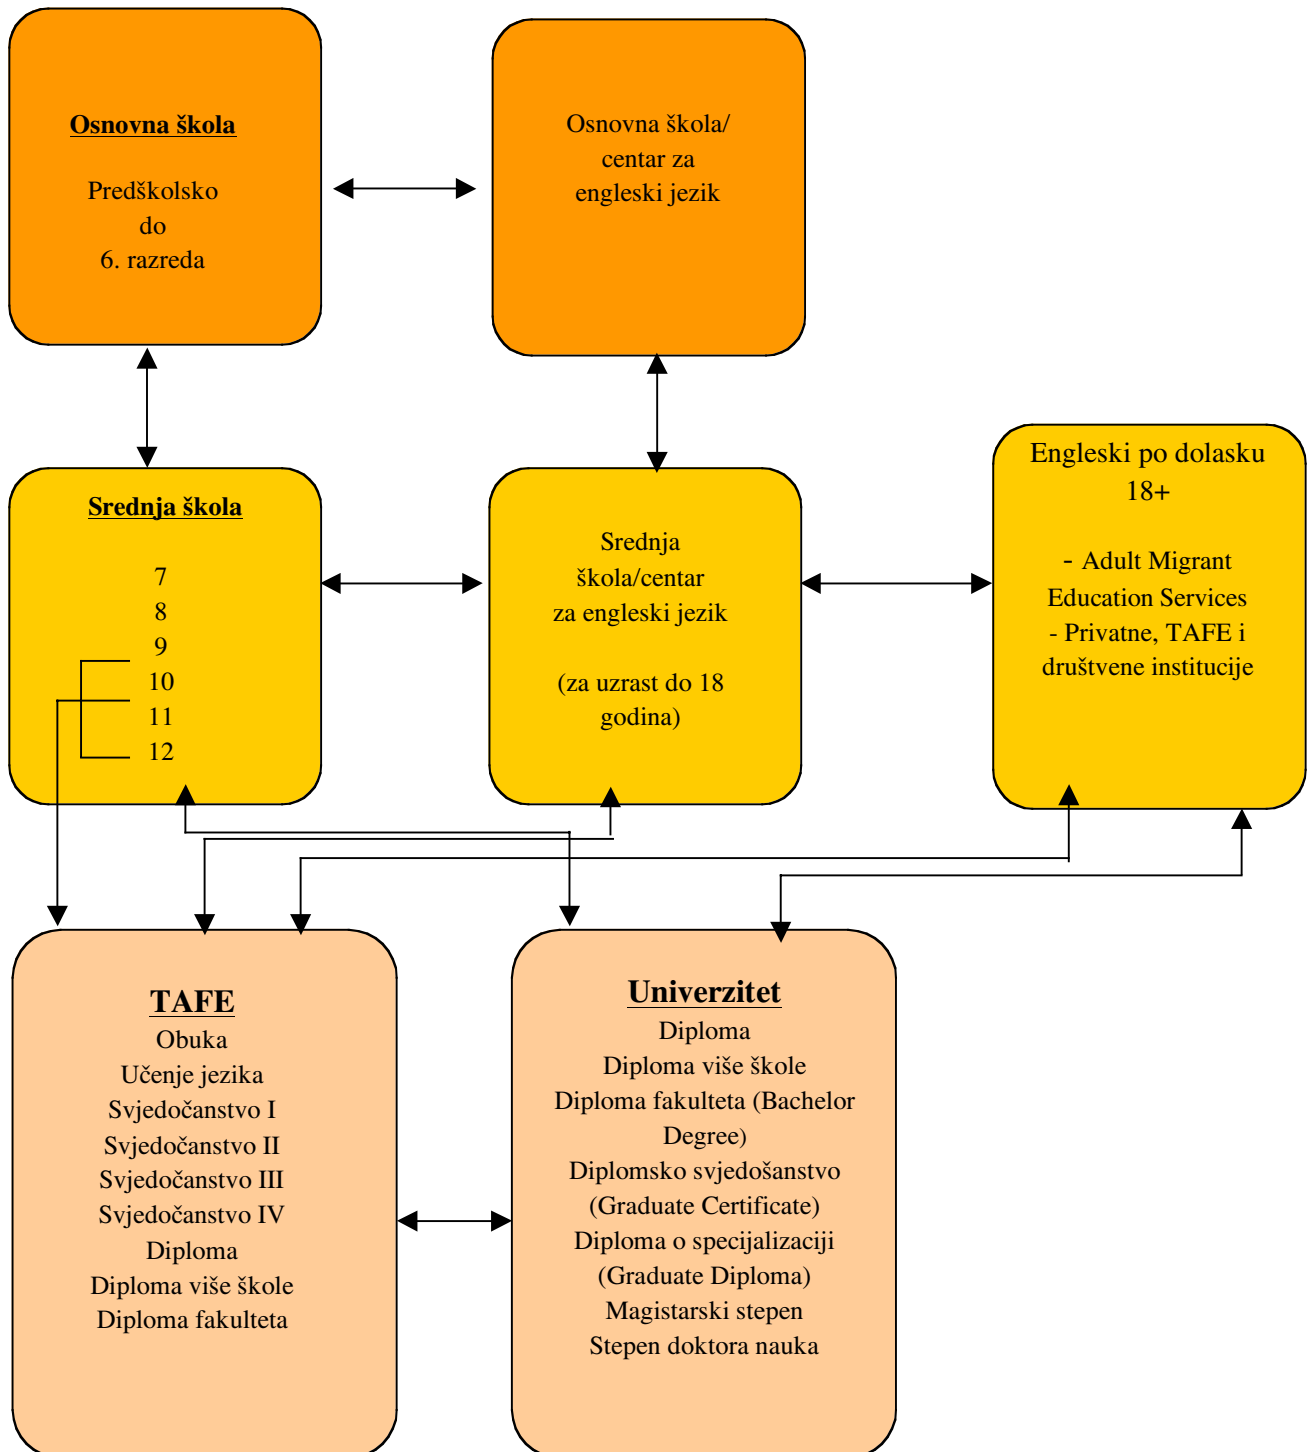 Osnovna škola
Predškolsko
do
6. razreda
Osnovna škola/
centar za
engleski jezik
Srednja škola
7
8
9
10
11
12
Srednja
škola/centar
za engleski jezik
(za uzrast do 18
godina)
Engleski po dolasku
18+
- Adult Migrant
Education Services
- Privatne, TAFE i
društvene institucije
TAFE
Obuka
Učenje jezika
Svjedočanstvo I
Svjedočanstvo II
Svjedočanstvo III
Svjedočanstvo IV
Diploma
Diploma više škole
Diploma fakulteta
Univerzitet
Diploma
Diploma više škole
Diploma fakulteta (Bachelor
Degree)
Diplomsko svjedošanstvo
(Graduate Certificate)
Diploma o specijalizaciji
(Graduate Diploma)
Magistarski stepen
Stepen doktora nauka